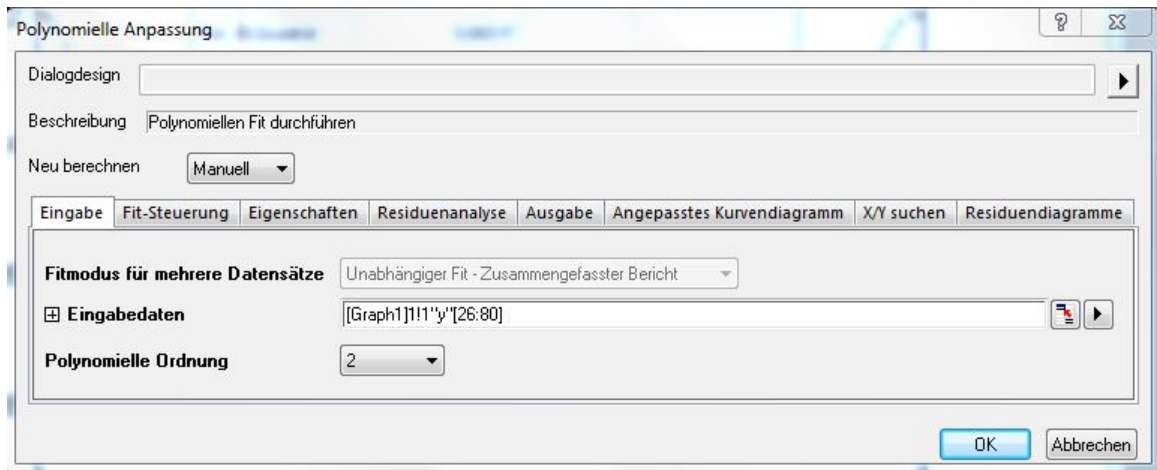 Polynomielle Anpassung
Dialogdesign
Beschreibung Polynomiellen Fit durchführen
Neu berechnen Manuell
Eingabe Fit-Steuerung Eigenschaften Residuenanalyse Ausgabe Angepasstes Kurvendiagramm X/Y suchen Residuendiagramme
Fitmodus für mehrere Datensätze Unabhängiger Fit - Zusammengefasster Bericht
Eingabedaten [Graph1]1!1"y"[26:80]
Polynomielle Ordnung 2
OK Abbrechen